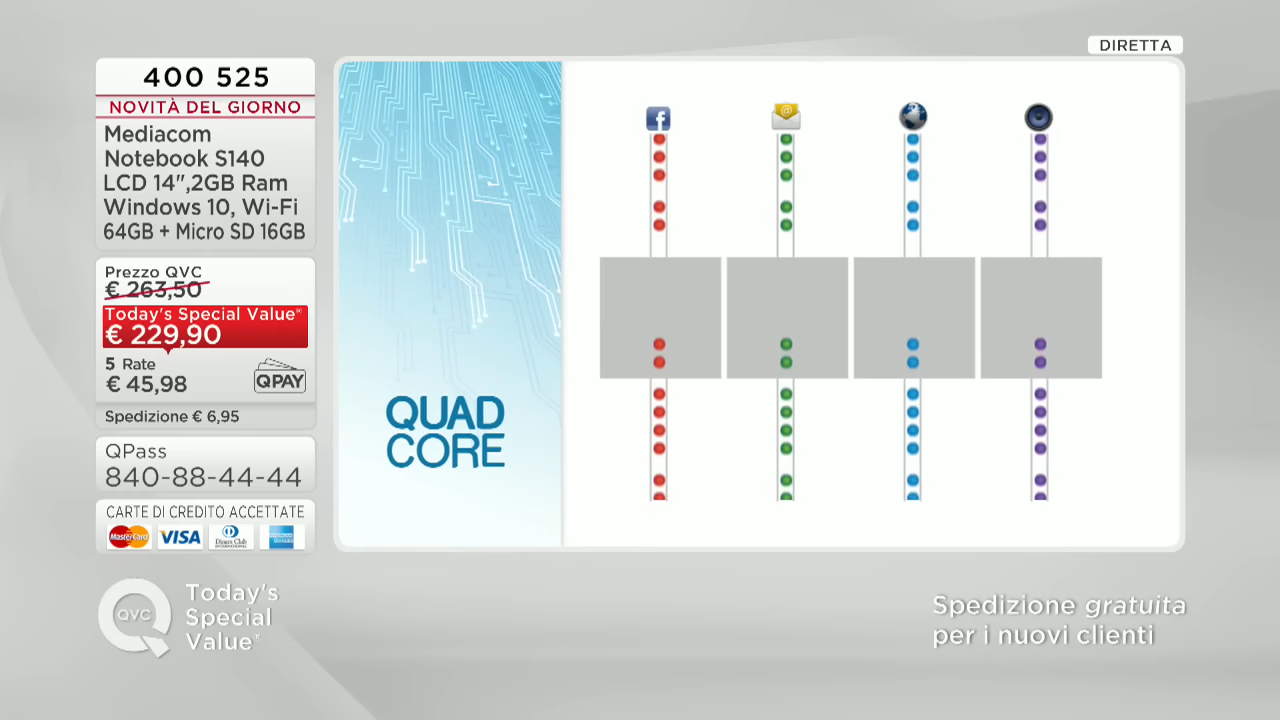 DIRETTA
400 525
NOVITÀ DEL GIORNO
Mediacom
Notebook S140
LCD 14",2GB Ram
Windows 10, Wi-Fi
64GB + Micro SD 16GB
Prezzo QVC
€ 263,50
Today's Special Value®
€ 229,90
5 Rate
€ 45,98
QPAY
Spedizione € 6,95
QPass
840-88-44-44
CARTE DI CREDITO ACCETTATE
MasterCard
VISA
Diners Club
INTERNATIONAL
QUAD
CORE
f
@
QVC
Today's
Special
Value®
Spedizione gratuita
per i nuovi clienti